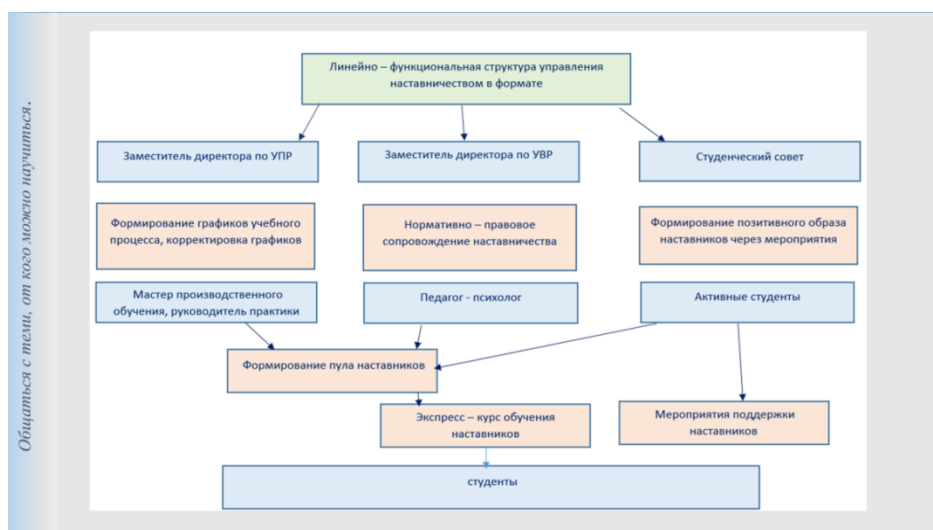 Общаться с теми, от кого можно научиться.
Линейно – функциональная структура управления
наставничеством в формате
Заместитель директора по УПР
Заместитель директора по УВР
Студенческий совет
Формирование графиков учебного
процесса, корректировка графиков
Нормативно – правовое
сопровождение наставничества
Формирование позитивного образа
наставников через мероприятия
Мастер производственного
обучения, руководитель практики
Педагог - психолог
Активные студенты
Формирование пула наставников
Экспресс – курс обучения
наставников
Мероприятия поддержки
наставников
студенты